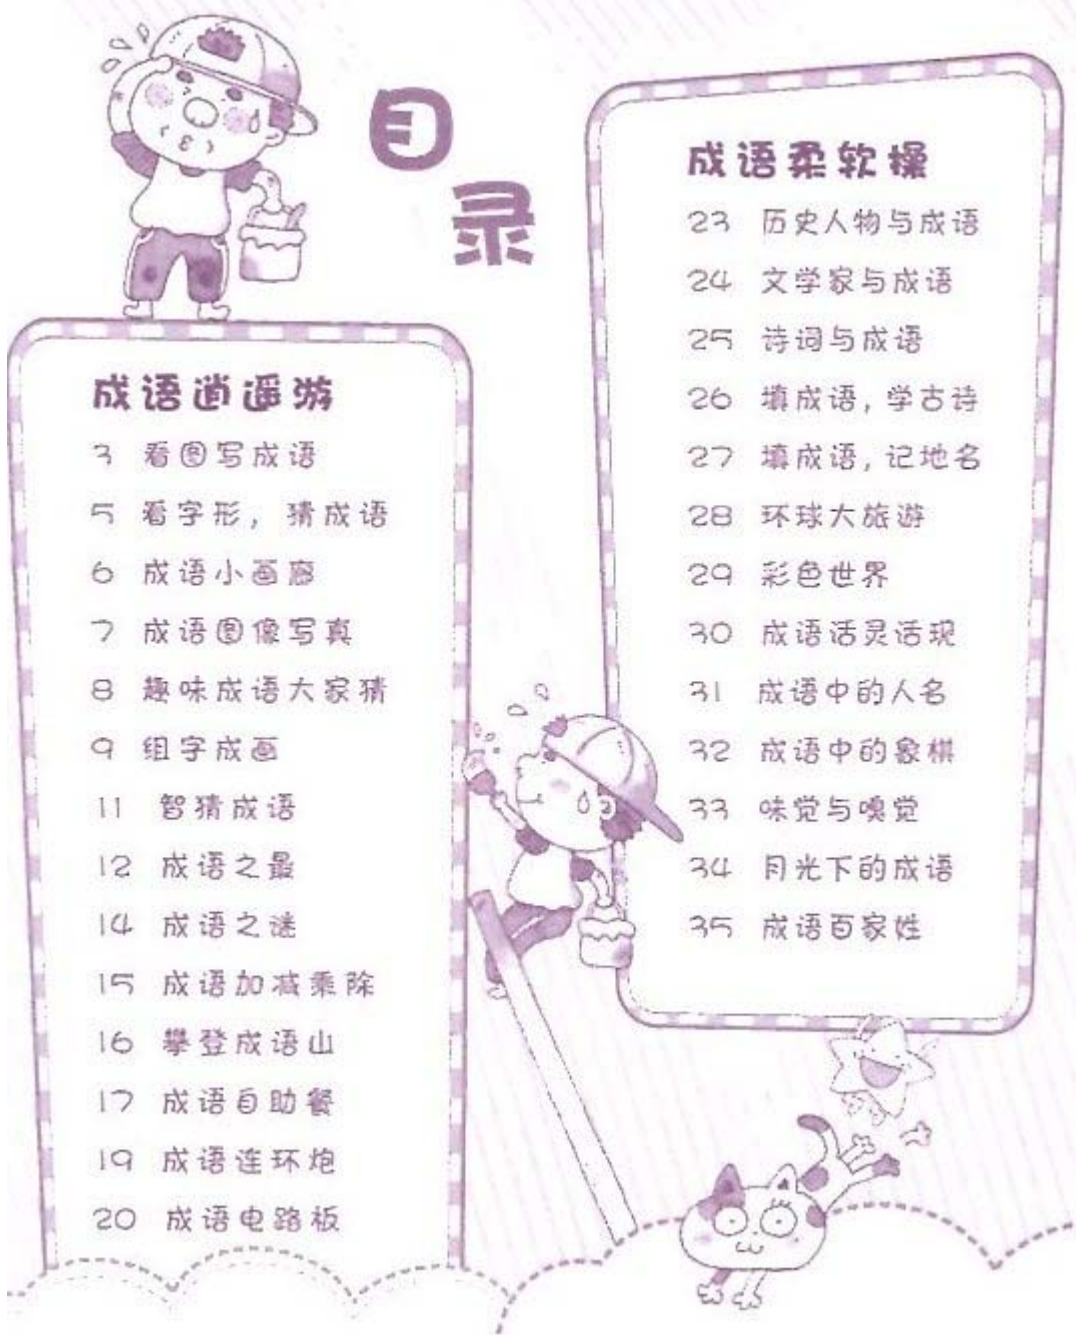 目录
成语逍遥游
3 看图写成语
5 看字形，猜成语
6 成语小画廊
7 成语图像写真
8 趣味成语大家猜
9 组字成画
11 智猜成语
12 成语之最
14 成语之谜
15 成语加减乘除
16 攀登成语山
17 成语自助餐
19 成语连环炮
20 成语电路板
成语柔软操
23 历史人物与成语
24 文学家与成语
25 诗词与成语
26 填成语，学古诗
27 填成语，记地名
28 环球大旅游
29 彩色世界
30 成语活灵活现
31 成语中的人名
32 成语中的象棋
33 味觉与嗅觉
34 月光下的成语
35 成语百家姓